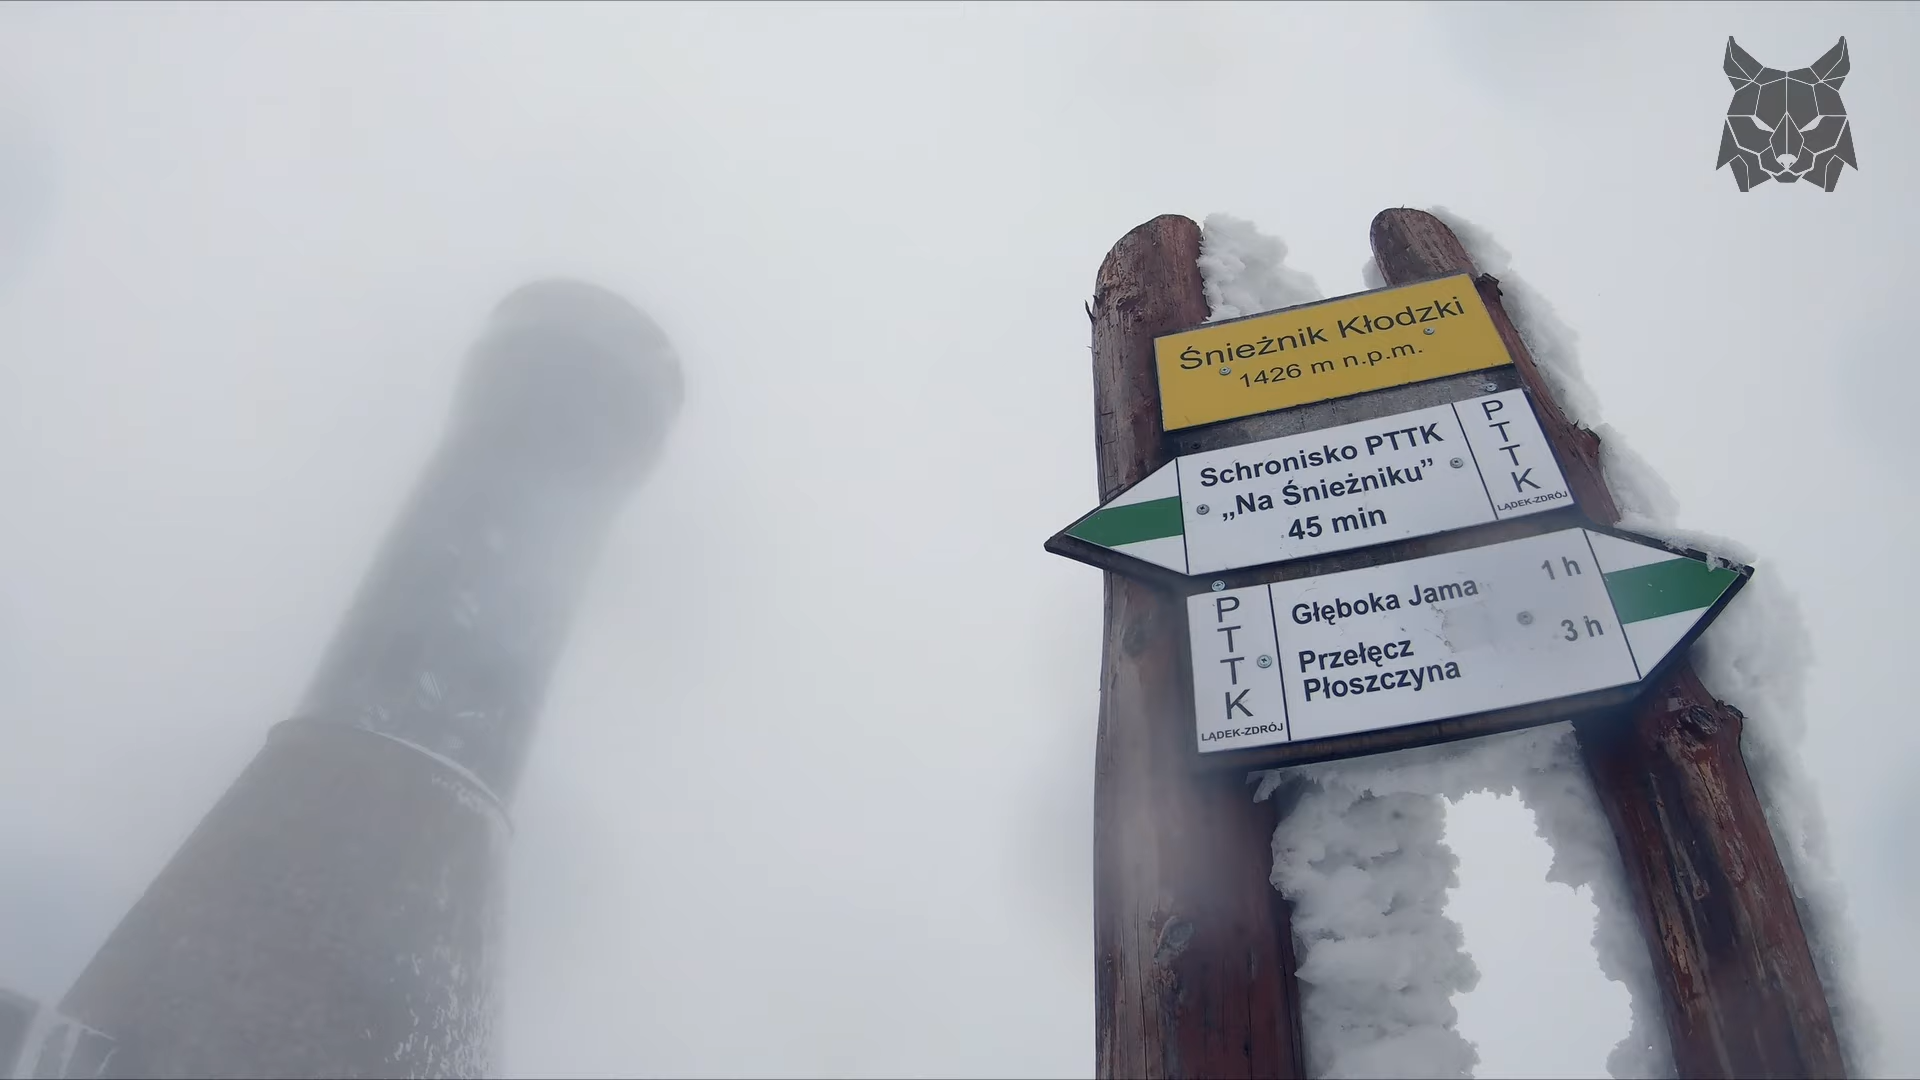 Śnieżnik Kłodzki
1426 m n.p.m.
Schronisko PTTK
„Na Śnieżniku”
45 min
PTTK
LĄDEK-ZDRÓJ
PTTK
LĄDEK-ZDRÓJ
Głęboka Jama 1 h
Przełęcz 3 h
Płoszczyna